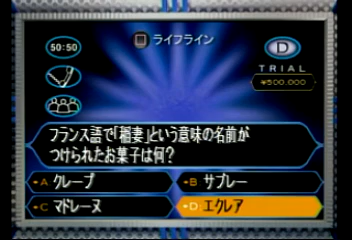 ライフライン
50:50
D
TRIAL
¥500,000
フランス語で「稲妻」という意味の名前が
つけられたお菓子は何?
A クレープ
B サブレー
C マドレーヌ
D: エクレア